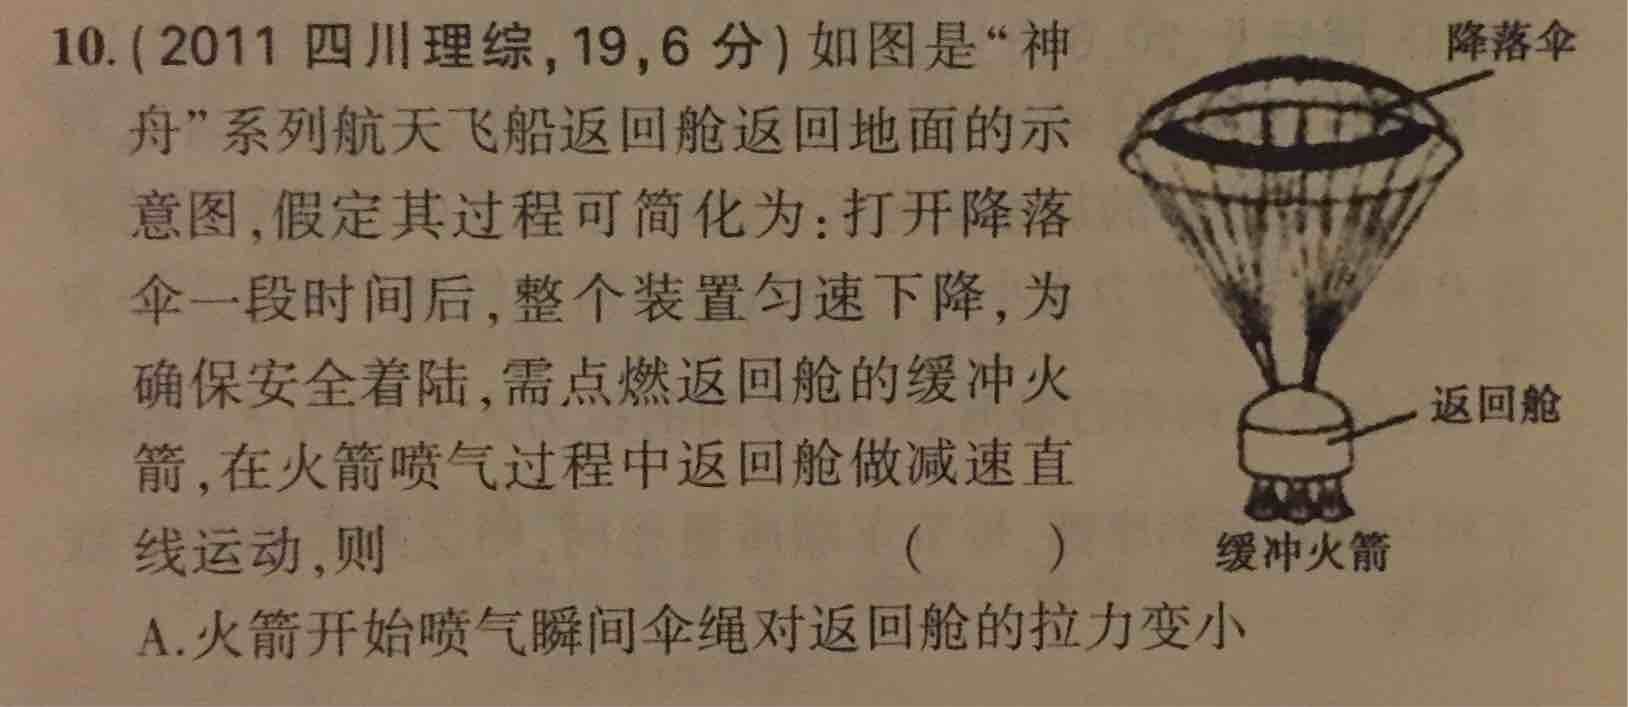 10.(2011 四川理综,19,6 分)如图是“神
舟”系列航天飞船返回舱返回地面的示
意图,假定其过程可简化为:打开降落
伞一段时间后,整个装置匀速下降,为
确保安全着陆,需点燃返回舱的缓冲火
箭,在火箭喷气过程中返回舱做减速直
线运动,则 ( )
降落伞
返回舱
缓冲火箭
A.火箭开始喷气瞬间伞绳对返回舱的拉力变小